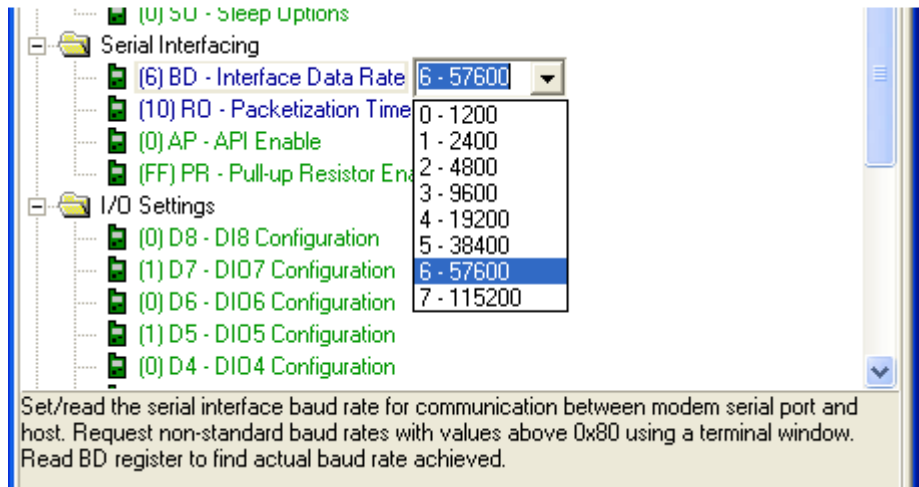 (0) SO - Sleep Options
Serial Interfacing
(6) BD - Interface Data Rate 6 - 57600
(10) RO - Packetization Time
0 - 1200
(0) AP - API Enable
1 - 2400
(FF) PR - Pull-up Resistor Ena
2 - 4800
3 - 9600
I/O Settings
4 - 19200
(0) D8 - DI8 Configuration
5 - 38400
(1) D7 - DIO7 Configuration
6 - 57600
(0) D6 - DIO6 Configuration
7 - 115200
(1) D5 - DIO5 Configuration
(0) D4 - DIO4 Configuration
Set/read the serial interface baud rate for communication between modem serial port and
host. Request non-standard baud rates with values above 0x80 using a terminal window.
Read BD register to find actual baud rate achieved.